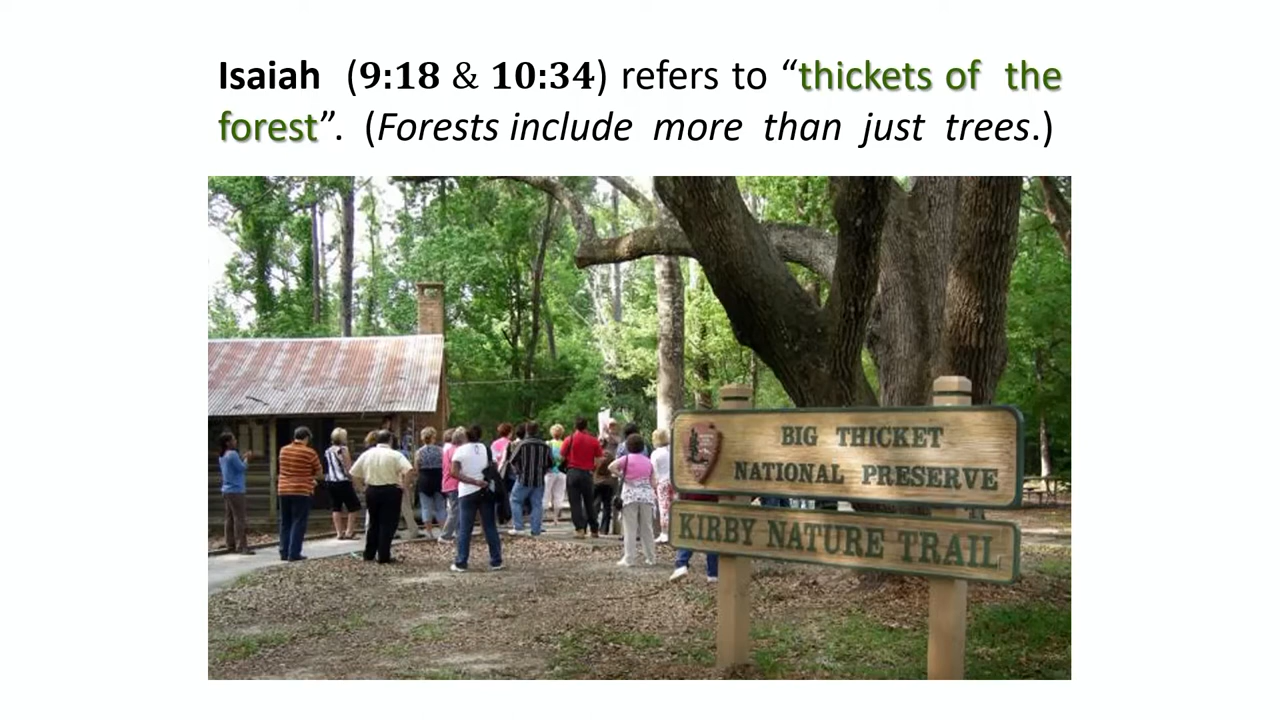 Isaiah (9:18 & 10:34) refers to “thickets of the
forest”. (Forests include more than just trees.)
BIG THICKET
NATIONAL PRESERVE
KIRBY NATURE TRAIL